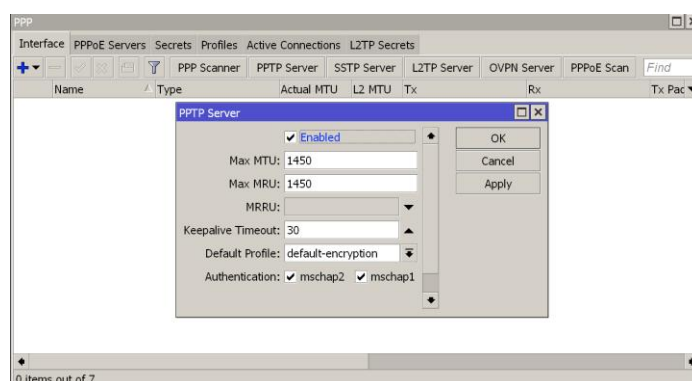 PPP
Interface PPPoE Servers Secrets Profiles Active Connections L2TP Secrets
PPP Scanner PPTP Server SSTP Server L2TP Server OVPN Server PPPoE Scan Find
Name Type Actual MTU L2 MTU Tx Rx Tx Pac
PPTP Server
Enabled
OK
Max MTU: 1450
Cancel
Max MRU: 1450
Apply
MRRU:
Keepalive Timeout: 30
Default Profile: default-encryption
Authentication: mschap2 mschap1
0 items out of 7